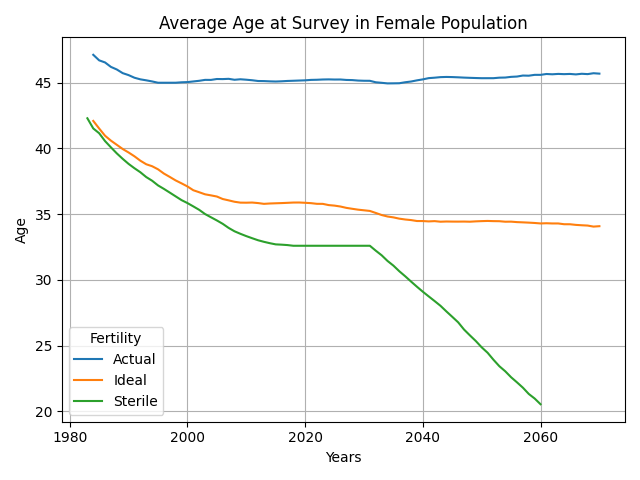 Average Age at Survey in Female Population
Age
45
40
35
30
25
20
Fertility
Actual
Ideal
Sterile
1980
2000
2020
2040
2060
Years